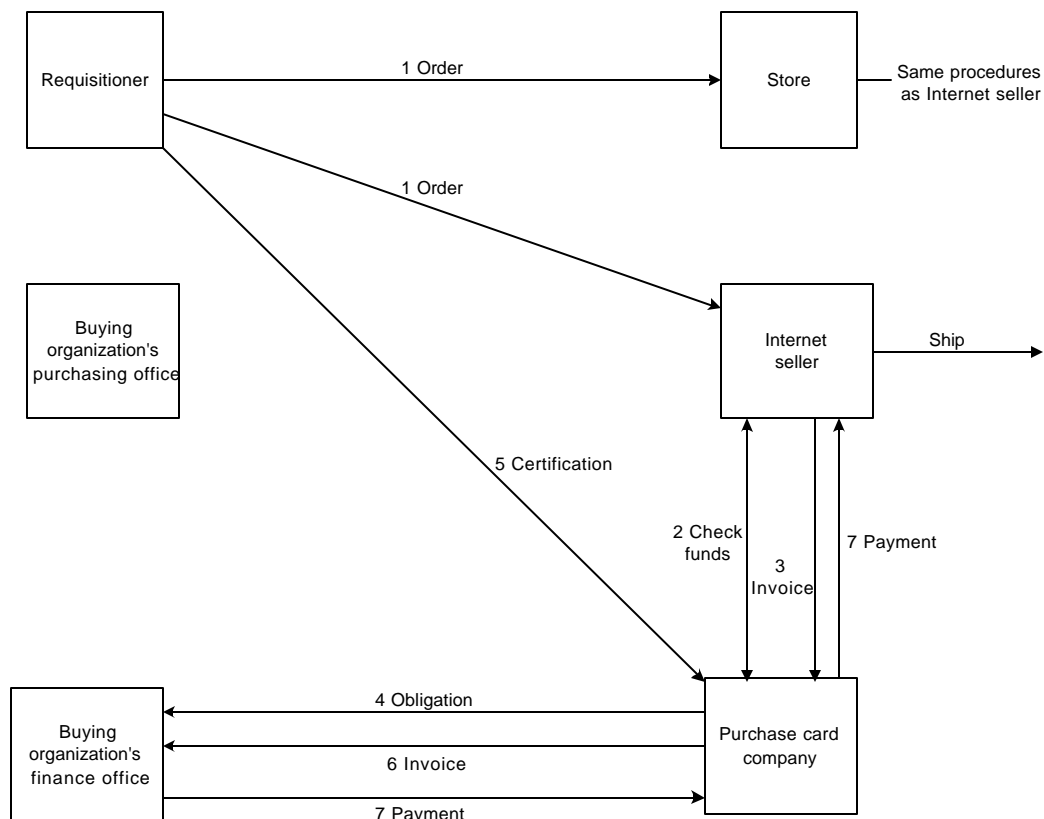 Requisitioner
1 Order
Store
Same procedures
as Internet seller
1 Order
Buying
organization's
purchasing office
Internet
seller
Ship
5 Certification
2 Check
funds
3
Invoice
7 Payment
4 Obligation
Buying
organization's
finance office
6 Invoice
Purchase card
company
7 Payment